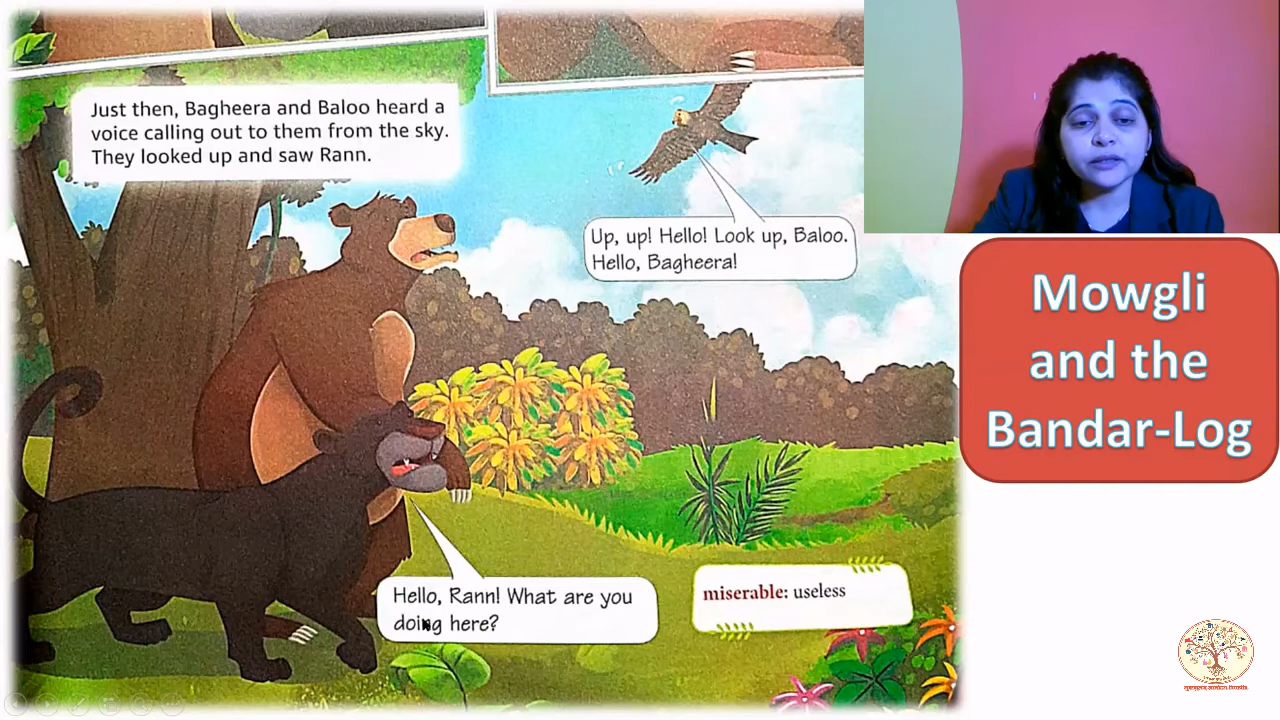 Just then, Bagheera and Baloo heard a
voice calling out to them from the sky.
They looked up and saw Rann.
Up, up! Hello! Look up, Baloo.
Hello, Bagheera!
Hello, Rann! What are you
doing here?
miserable: useless
Mowgli
and the
Bandar-Log